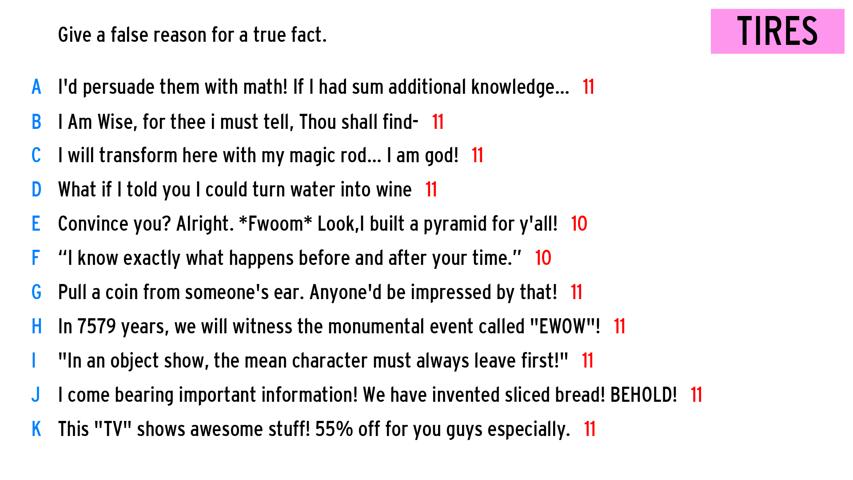 Give a false reason for a true fact.
TIRES
A I'd persuade them with math! If I had sum additional knowledge... 11
B I Am Wise, for thee i must tell, Thou shall find- 11
C I will transform here with my magic rod... I am god! 11
D What if I told you I could turn water into wine 11
E Convince you? Alright. *Fwoom* Look,I built a pyramid for y'all! 10
F “I know exactly what happens before and after your time.” 10
G Pull a coin from someone's ear. Anyone'd be impressed by that! 11
H In 7579 years, we will witness the monumental event called "EWOW"! 11
I "In an object show, the mean character must always leave first!" 11
J I come bearing important information! We have invented sliced bread! BEHOLD! 11
K This "TV" shows awesome stuff! 55% off for you guys especially. 11